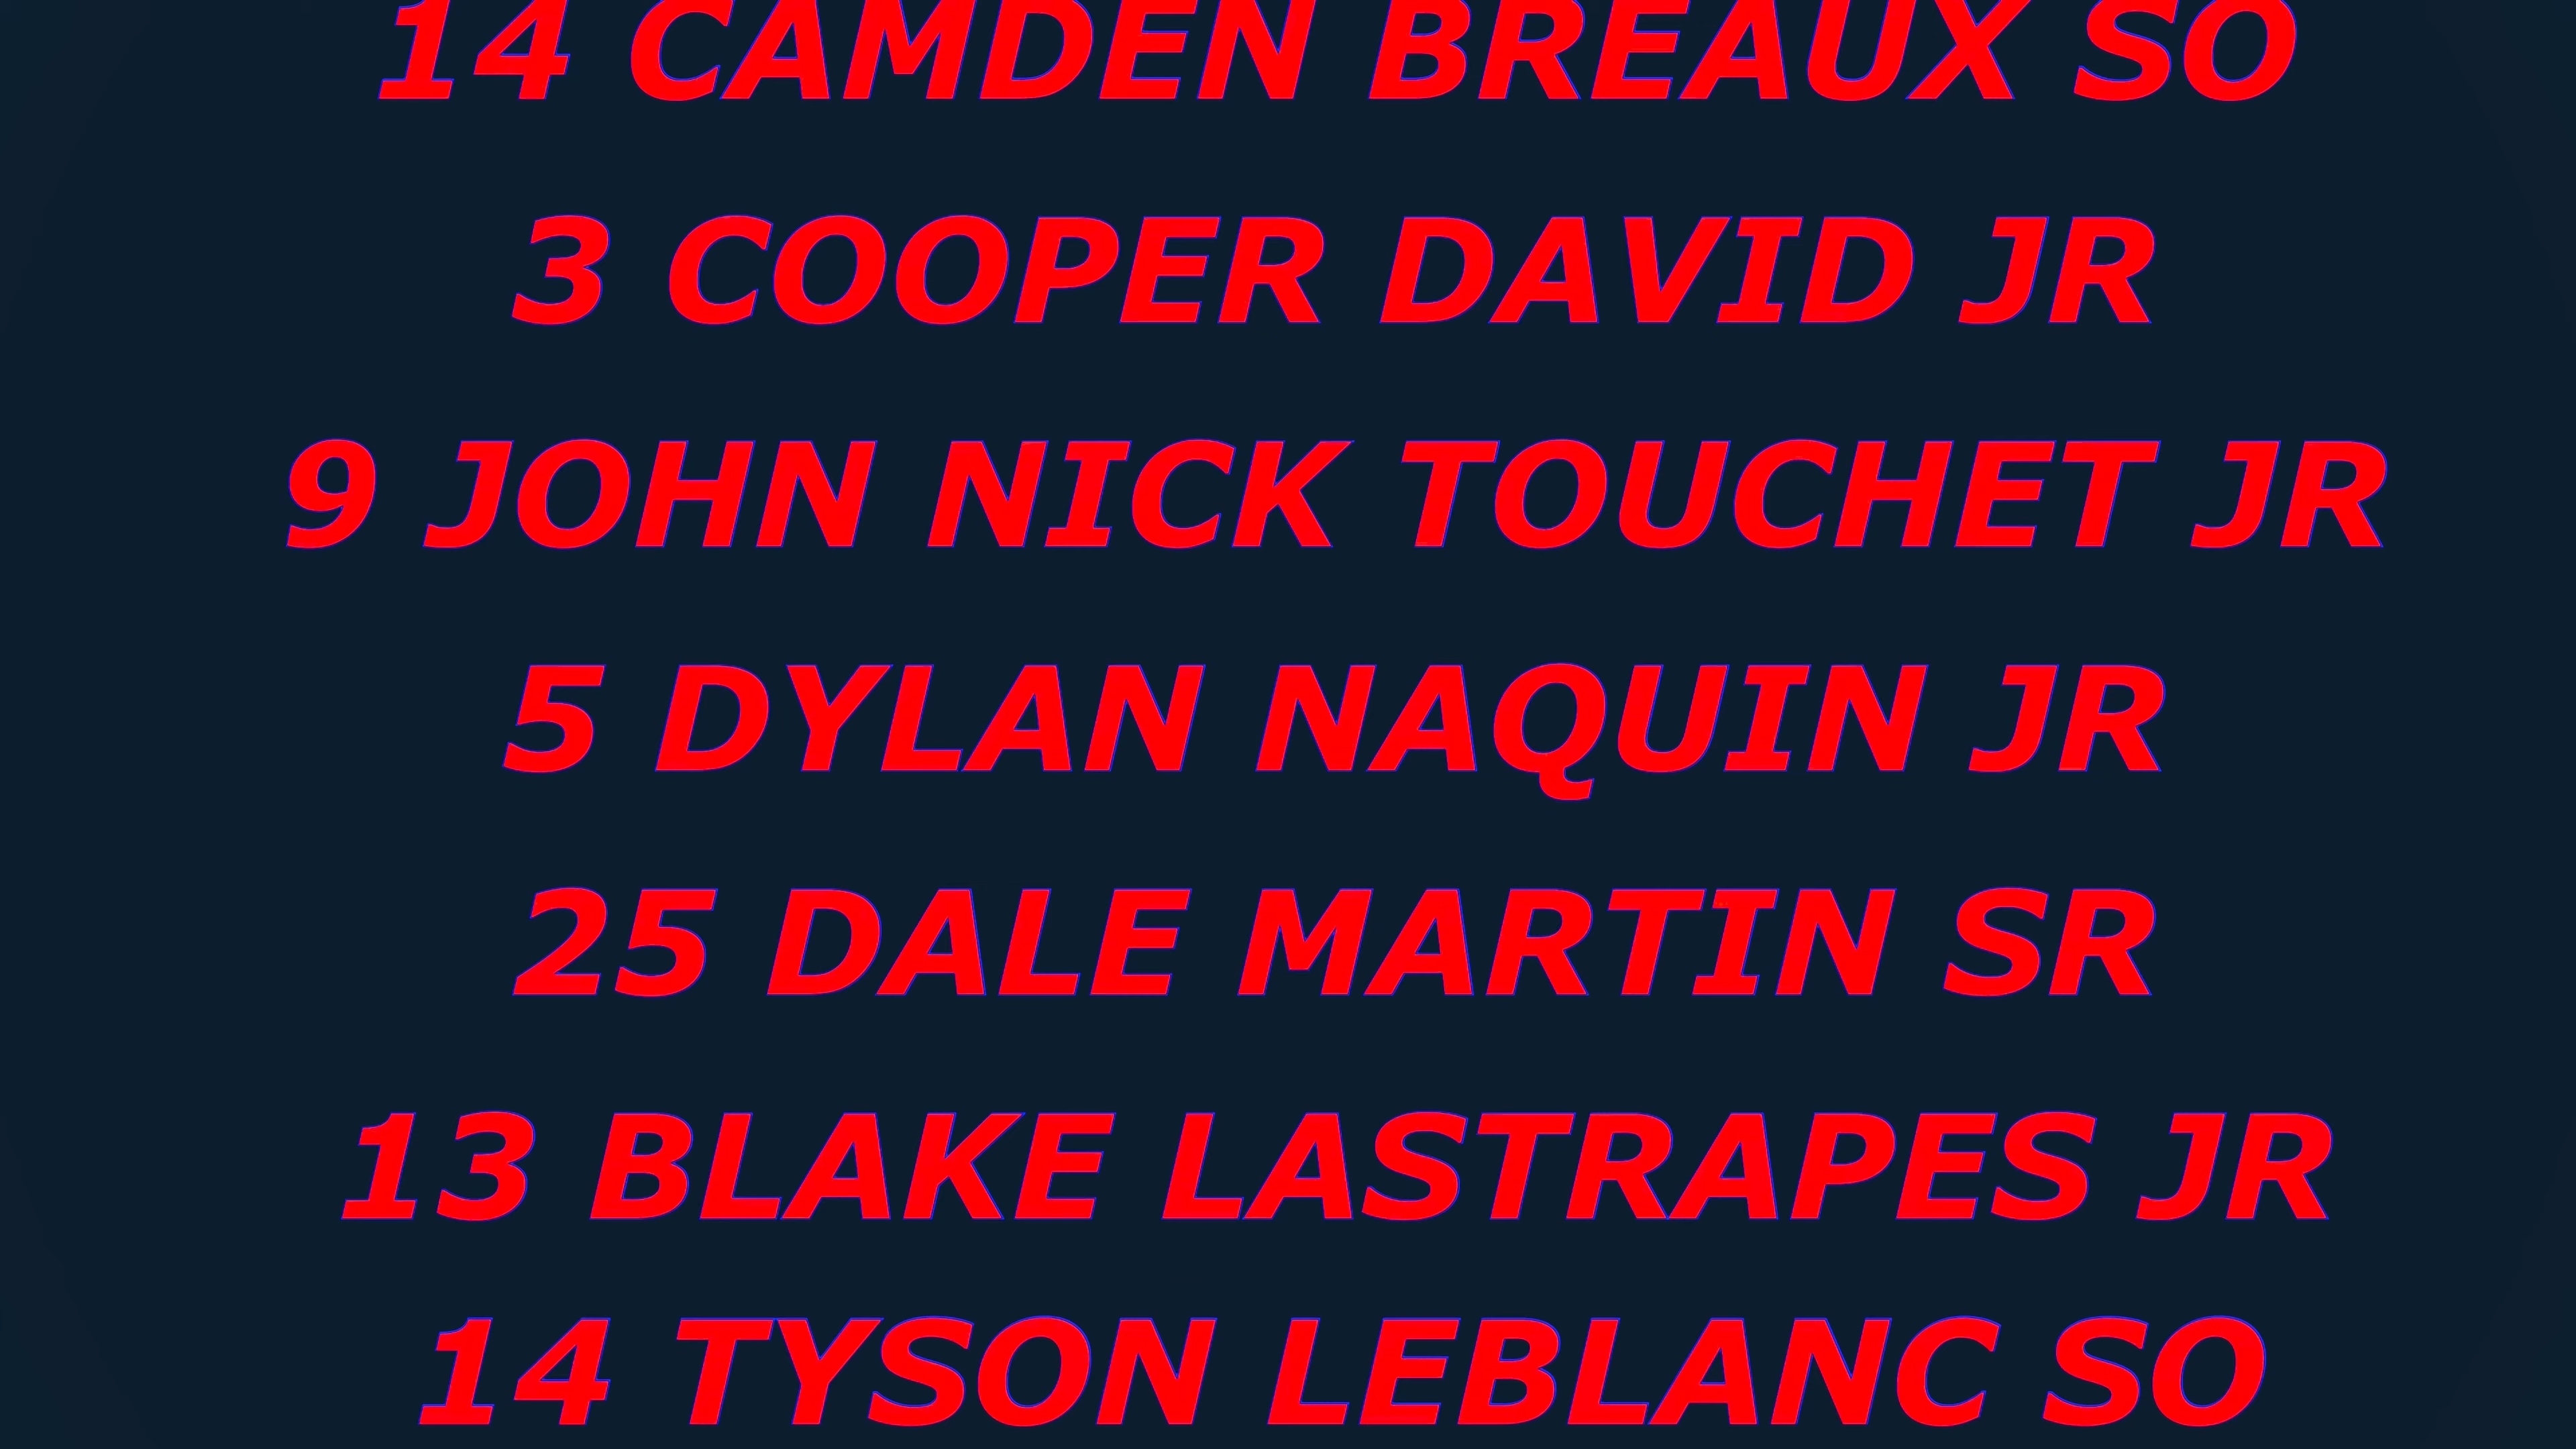 14 CAMDEN BREAUX SO
3 COOPER DAVID JR
9 JOHN NICK TOUCHET JR
5 DYLAN NAQUIN JR
25 DALE MARTIN SR
13 BLAKE LASTRAPES JR
14 TYSON LEBLANC SO